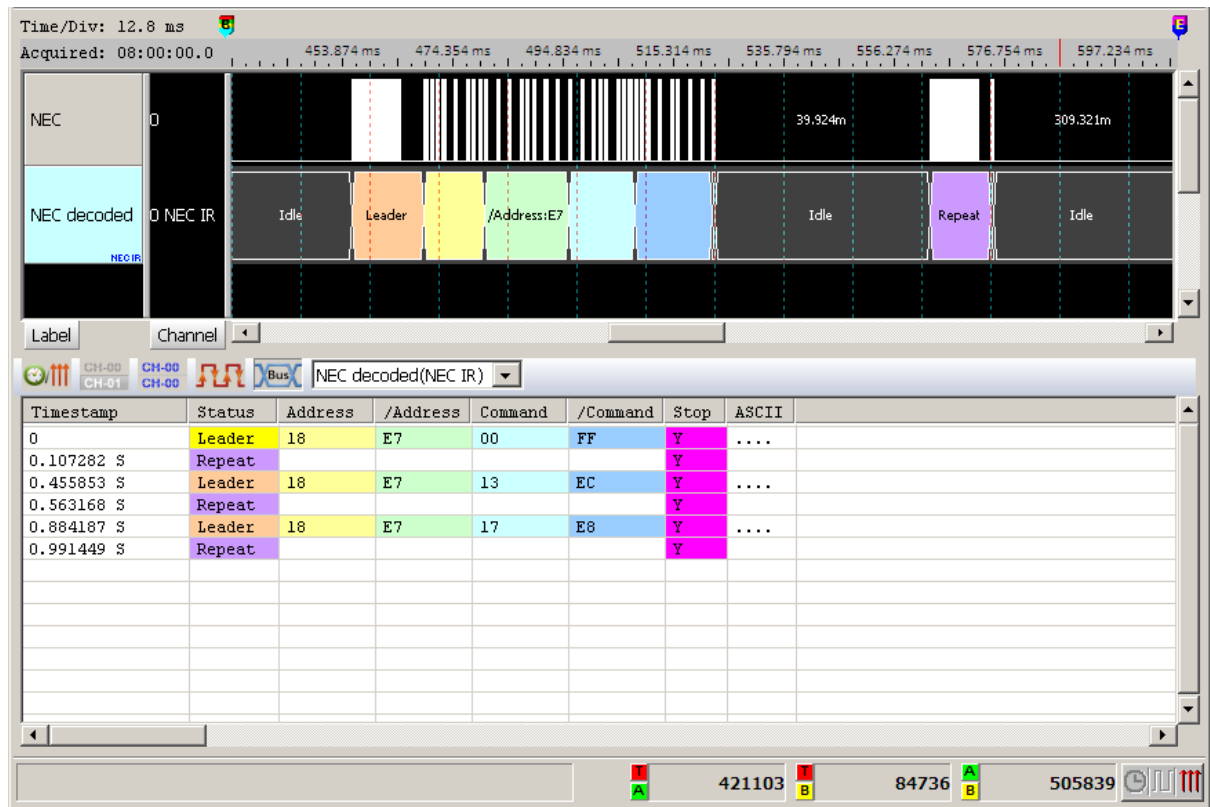 Time/Div: 12.8 ms B E
Acquired: 08:00:00.0 453.874 ms 474.354 ms 494.834 ms 515.314 ms 535.794 ms 556.274 ms 576.754 ms 597.234 ms
NEC 0 39.924m 309.321m
NEC decoded 0 NEC IR Idle Leader /Address:E7 Idle Repeat Idle
NEC IR
Label Channel
CH-00 CH-00
CH-01 CH-00 Bus NEC decoded(NEC IR)
Timestamp Status Address /Address Command /Command Stop ASCII
0 Leader 18 E7 00 FF Y ....
0.107282 S Repeat Y
0.455853 S Leader 18 E7 13 EC Y ....
0.563168 S Repeat Y
0.884187 S Leader 18 E7 17 E8 Y ....
0.991449 S Repeat Y
T A 421103 T B 84736 A B 505839